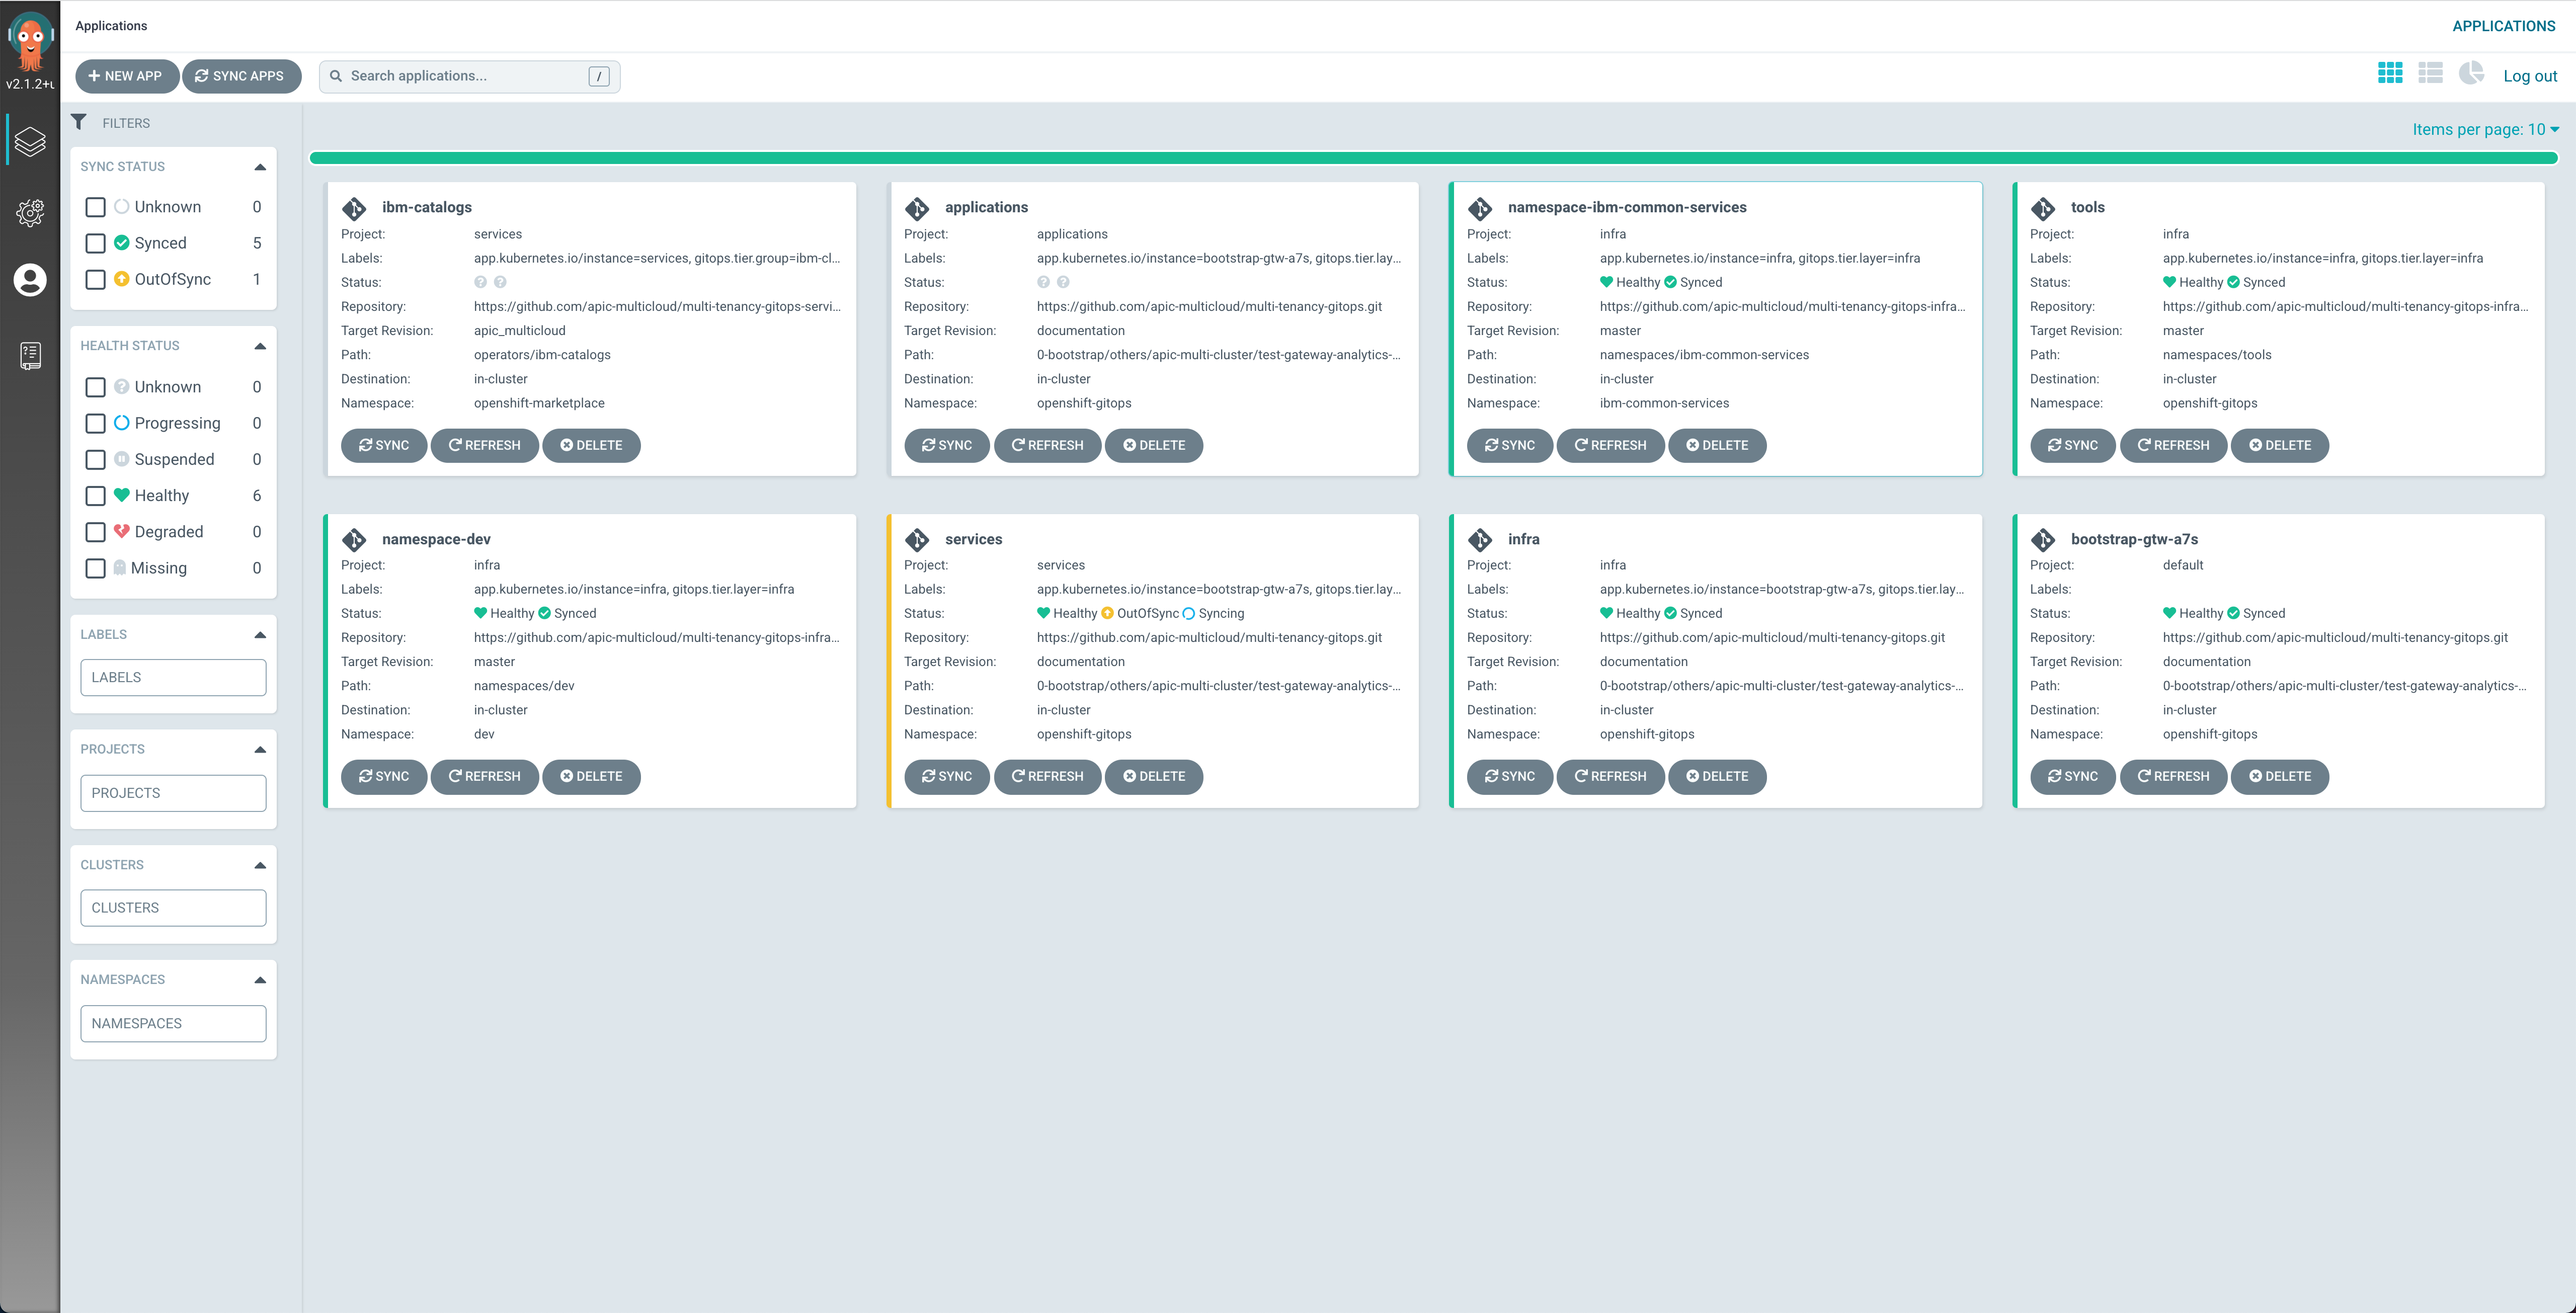 Applications
APPLICATIONS
v2.1.2+u
NEW APP
SYNC APPS
Search applications...
/
Log out
FILTERS
Items per page: 10
SYNC STATUS
Unknown 0
Synced 5
OutOfSync 1
HEALTH STATUS
Unknown 0
Progressing 0
Suspended 0
Healthy 6
Degraded 0
Missing 0
LABELS
LABELS
PROJECTS
PROJECTS
CLUSTERS
CLUSTERS
NAMESPACES
NAMESPACES
ibm-catalogs
Project: services
Labels: app.kubernetes.io/instance=services, gitops.tier.group=ibm-cl...
Status:
Repository: https://github.com/apic-multicloud/multi-tenancy-gitops-servi...
Target Revision: apic_multicloud
Path: operators/ibm-catalogs
Destination: in-cluster
Namespace: openshift-marketplace
SYNC REFRESH DELETE
applications
Project: applications
Labels: app.kubernetes.io/instance=bootstrap-gtw-a7s, gitops.tier.lay...
Status:
Repository: https://github.com/apic-multicloud/multi-tenancy-gitops.git
Target Revision: documentation
Path: 0-bootstrap/others/apic-multi-cluster/test-gateway-analytics-...
Destination: in-cluster
Namespace: openshift-gitops
SYNC REFRESH DELETE
namespace-ibm-common-services
Project: infra
Labels: app.kubernetes.io/instance=infra, gitops.tier.layer=infra
Status: Healthy Synced
Repository: https://github.com/apic-multicloud/multi-tenancy-gitops-infra...
Target Revision: master
Path: namespaces/ibm-common-services
Destination: in-cluster
Namespace: ibm-common-services
SYNC REFRESH DELETE
tools
Project: infra
Labels: app.kubernetes.io/instance=infra, gitops.tier.layer=infra
Status: Healthy Synced
Repository: https://github.com/apic-multicloud/multi-tenancy-gitops-infra...
Target Revision: master
Path: namespaces/tools
Destination: in-cluster
Namespace: openshift-gitops
SYNC REFRESH DELETE
namespace-dev
Project: infra
Labels: app.kubernetes.io/instance=infra, gitops.tier.layer=infra
Status: Healthy Synced
Repository: https://github.com/apic-multicloud/multi-tenancy-gitops-infra...
Target Revision: master
Path: namespaces/dev
Destination: in-cluster
Namespace: dev
SYNC REFRESH DELETE
services
Project: services
Labels: app.kubernetes.io/instance=bootstrap-gtw-a7s, gitops.tier.lay...
Status: Healthy OutOfSync Syncing
Repository: https://github.com/apic-multicloud/multi-tenancy-gitops.git
Target Revision: documentation
Path: 0-bootstrap/others/apic-multi-cluster/test-gateway-analytics-...
Destination: in-cluster
Namespace: openshift-gitops
SYNC REFRESH DELETE
infra
Project: infra
Labels: app.kubernetes.io/instance=bootstrap-gtw-a7s, gitops.tier.lay...
Status: Healthy Synced
Repository: https://github.com/apic-multicloud/multi-tenancy-gitops.git
Target Revision: documentation
Path: 0-bootstrap/others/apic-multi-cluster/test-gateway-analytics-...
Destination: in-cluster
Namespace: openshift-gitops
SYNC REFRESH DELETE
bootstrap-gtw-a7s
Project: default
Labels:
Status: Healthy Synced
Repository: https://github.com/apic-multicloud/multi-tenancy-gitops.git
Target Revision: documentation
Path: 0-bootstrap/others/apic-multi-cluster/test-gateway-analytics-...
Destination: in-cluster
Namespace: openshift-gitops
SYNC REFRESH DELETE